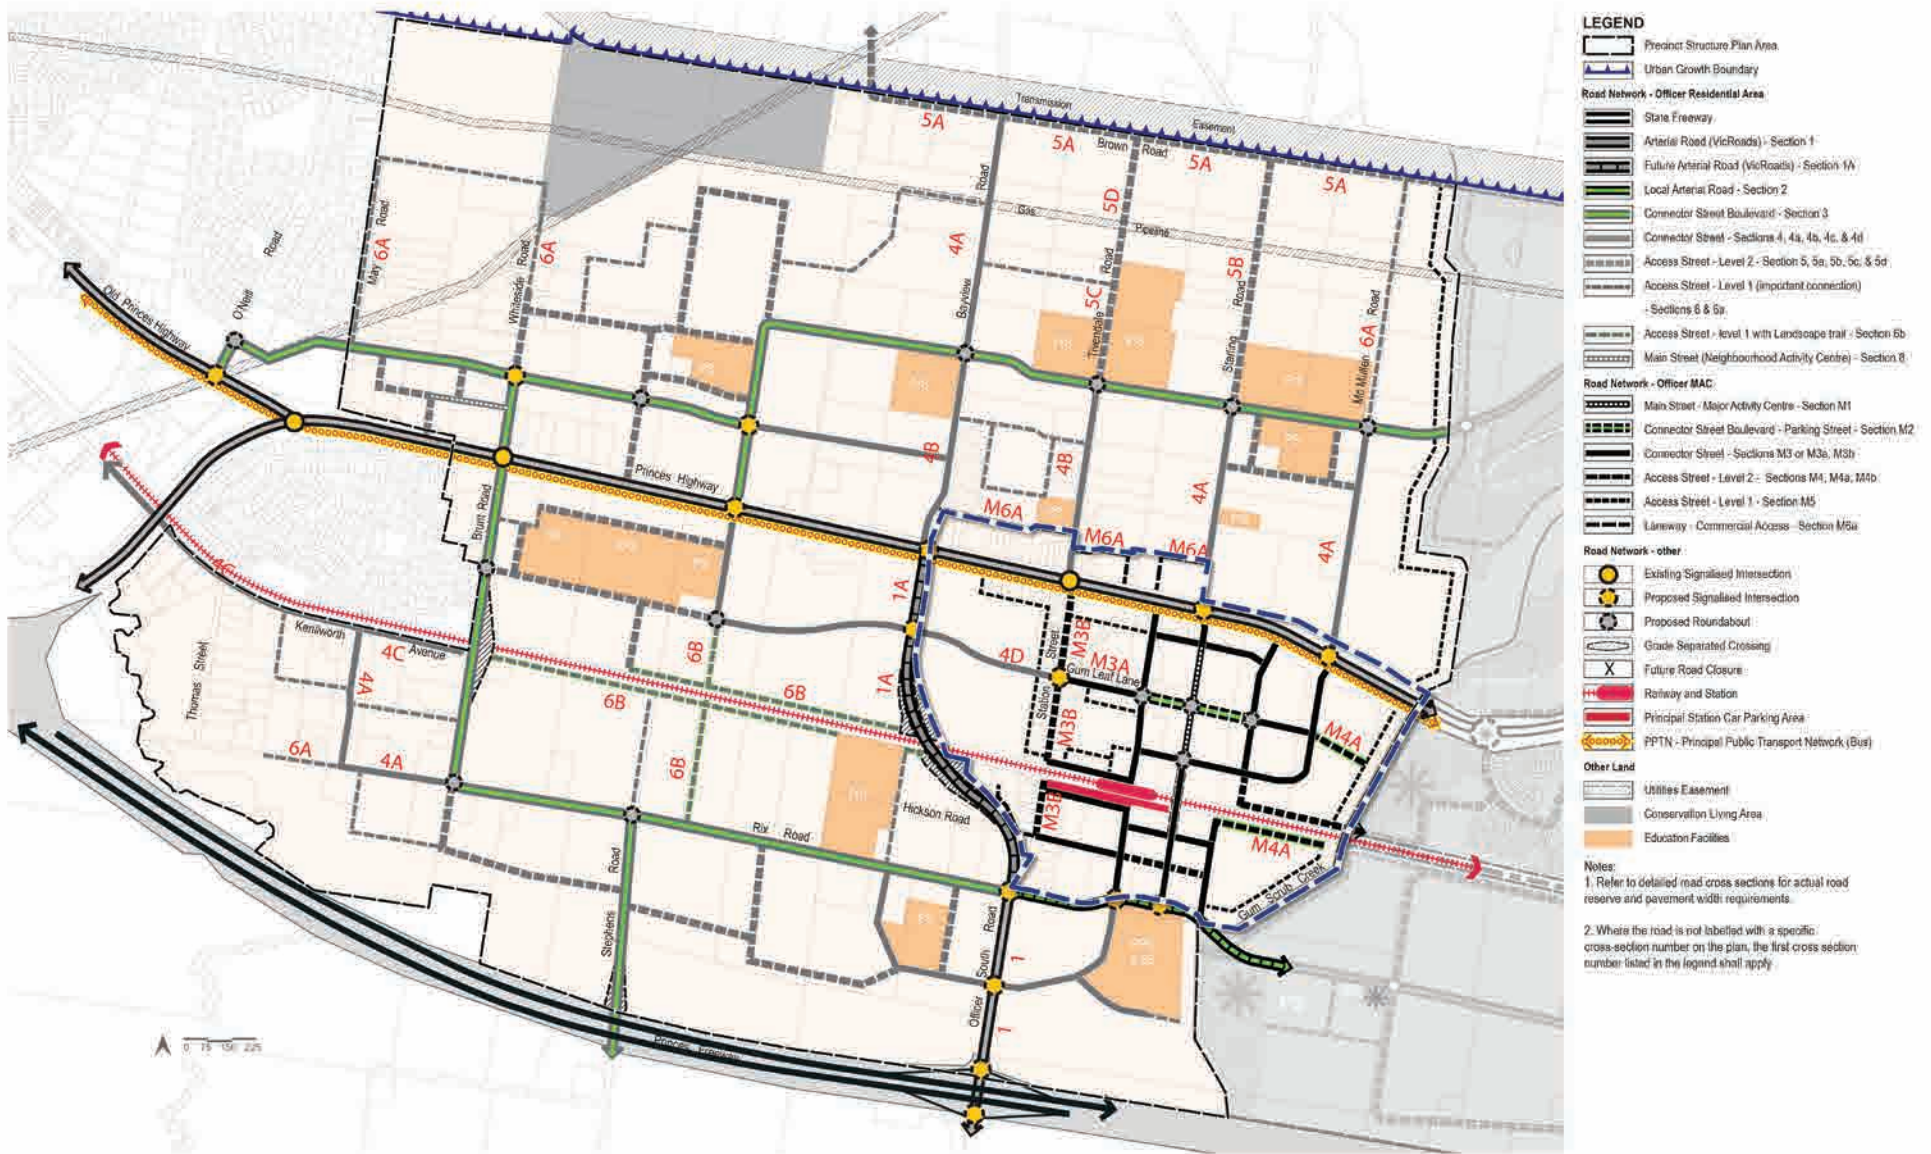 Transmission
Easement
5A
5A
Brown Road
5A
5A
Road
May
6A
Road
Whiteside
6A
O'Neil Road
Old Princes Highway
5D
Gas
Pipeline
4A
Road
Bayview
Road
5C
Tivendale
5B
Road
Starling
Road
6A
Mc Mullen
Princes Highway
4B
4B
4A
4A
Brunt Road
M6A
M6A
M6A
4C
Kenilworth
Avenue
4C
Thomas Street
4A
6A
4A
6B
6B
6B
6B
1A
1A
4D
Street
Station
M3B
M3A
Gum Leaf Lane
M3B
M3B
M4A
M4A
Hickson Road
Rix Road
Gum Scrub Creek
Road
Stephens
Road
South
Officer
1
1
Princes Freeway
0 75 150 225
LEGEND
Precinct Structure Plan Area
Urban Growth Boundary
Road Network - Officer Residential Area
State Freeway
Arterial Road (VicRoads) - Section 1
Future Arterial Road (VicRoads) - Section 1A
Local Arterial Road - Section 2
Connector Street Boulevard - Section 3
Connector Street - Sections 4, 4a, 4b, 4c, & 4d
Access Street - Level 2 - Section 5, 5a, 5b, 5c, & 5d
Access Street - Level 1 (important connection)
- Sections 6 & 6a
Access Street - level 1 with Landscape trail - Section 6b
Main Street (Neighbourhood Activity Centre) - Section 8
Road Network - Officer MAC
Main Street - Major Activity Centre - Section M1
Connector Street Boulevard - Parking Street - Section M2
Connector Street - Sections M3 or M3a, M3b
Access Street - Level 2 - Sections M4, M4a, M4b
Access Street - Level 1 - Section M5
Laneway - Commercial Access - Section M6a
Road Network - other
Existing Signalised Intersection
Proposed Signalised Intersection
Proposed Roundabout
Grade Separated Crossing
X Future Road Closure
Railway and Station
Principal Station Car Parking Area
PPTN - Principal Public Transport Network (Bus)
Other Land
Utilities Easement
Conservation Living Area
Education Facilities
Notes:
1. Refer to detailed road cross sections for actual road
reserve and pavement width requirements.
2. Where the road is not labelled with a specific
cross-section number on the plan, the first cross section
number listed in the legend shall apply